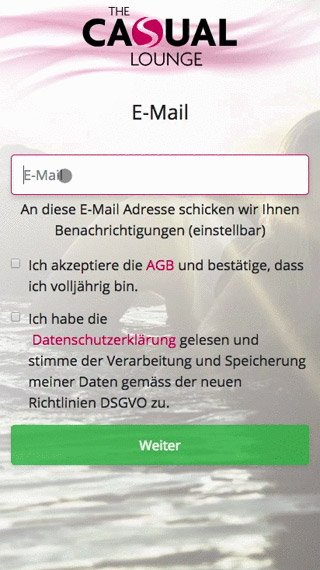 THE
CASUAL
LOUNGE
E-Mail
E-Mail
An diese E-Mail Adresse schicken wir Ihnen
Benachrichtigungen (einstellbar)
Ich akzeptiere die AGB und bestätige, dass
ich volljährig bin.
Ich habe die
Datenschutzerklärung gelesen und
stimme der Verarbeitung und Speicherung
meiner Daten gemäss der neuen
Richtlinien DSGVO zu.
Weiter